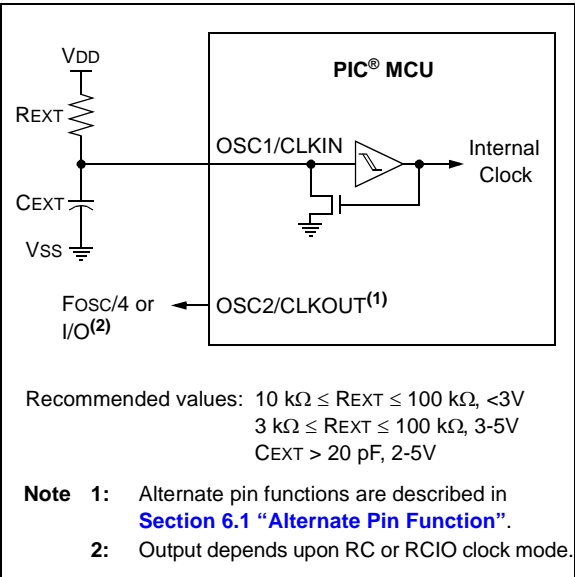 VDD
PIC® MCU
REXT
OSC1/CLKIN
Internal
Clock
CEXT
VSS
FOSC/4 or
I/O(2)
OSC2/CLKOUT(1)
Recommended values: 10 kΩ ≤ REXT ≤ 100 kΩ, <3V
3 kΩ ≤ REXT ≤ 100 kΩ, 3-5V
CEXT > 20 pF, 2-5V
Note 1: Alternate pin functions are described in
Section 6.1 “Alternate Pin Function”.
2: Output depends upon RC or RCIO clock mode.